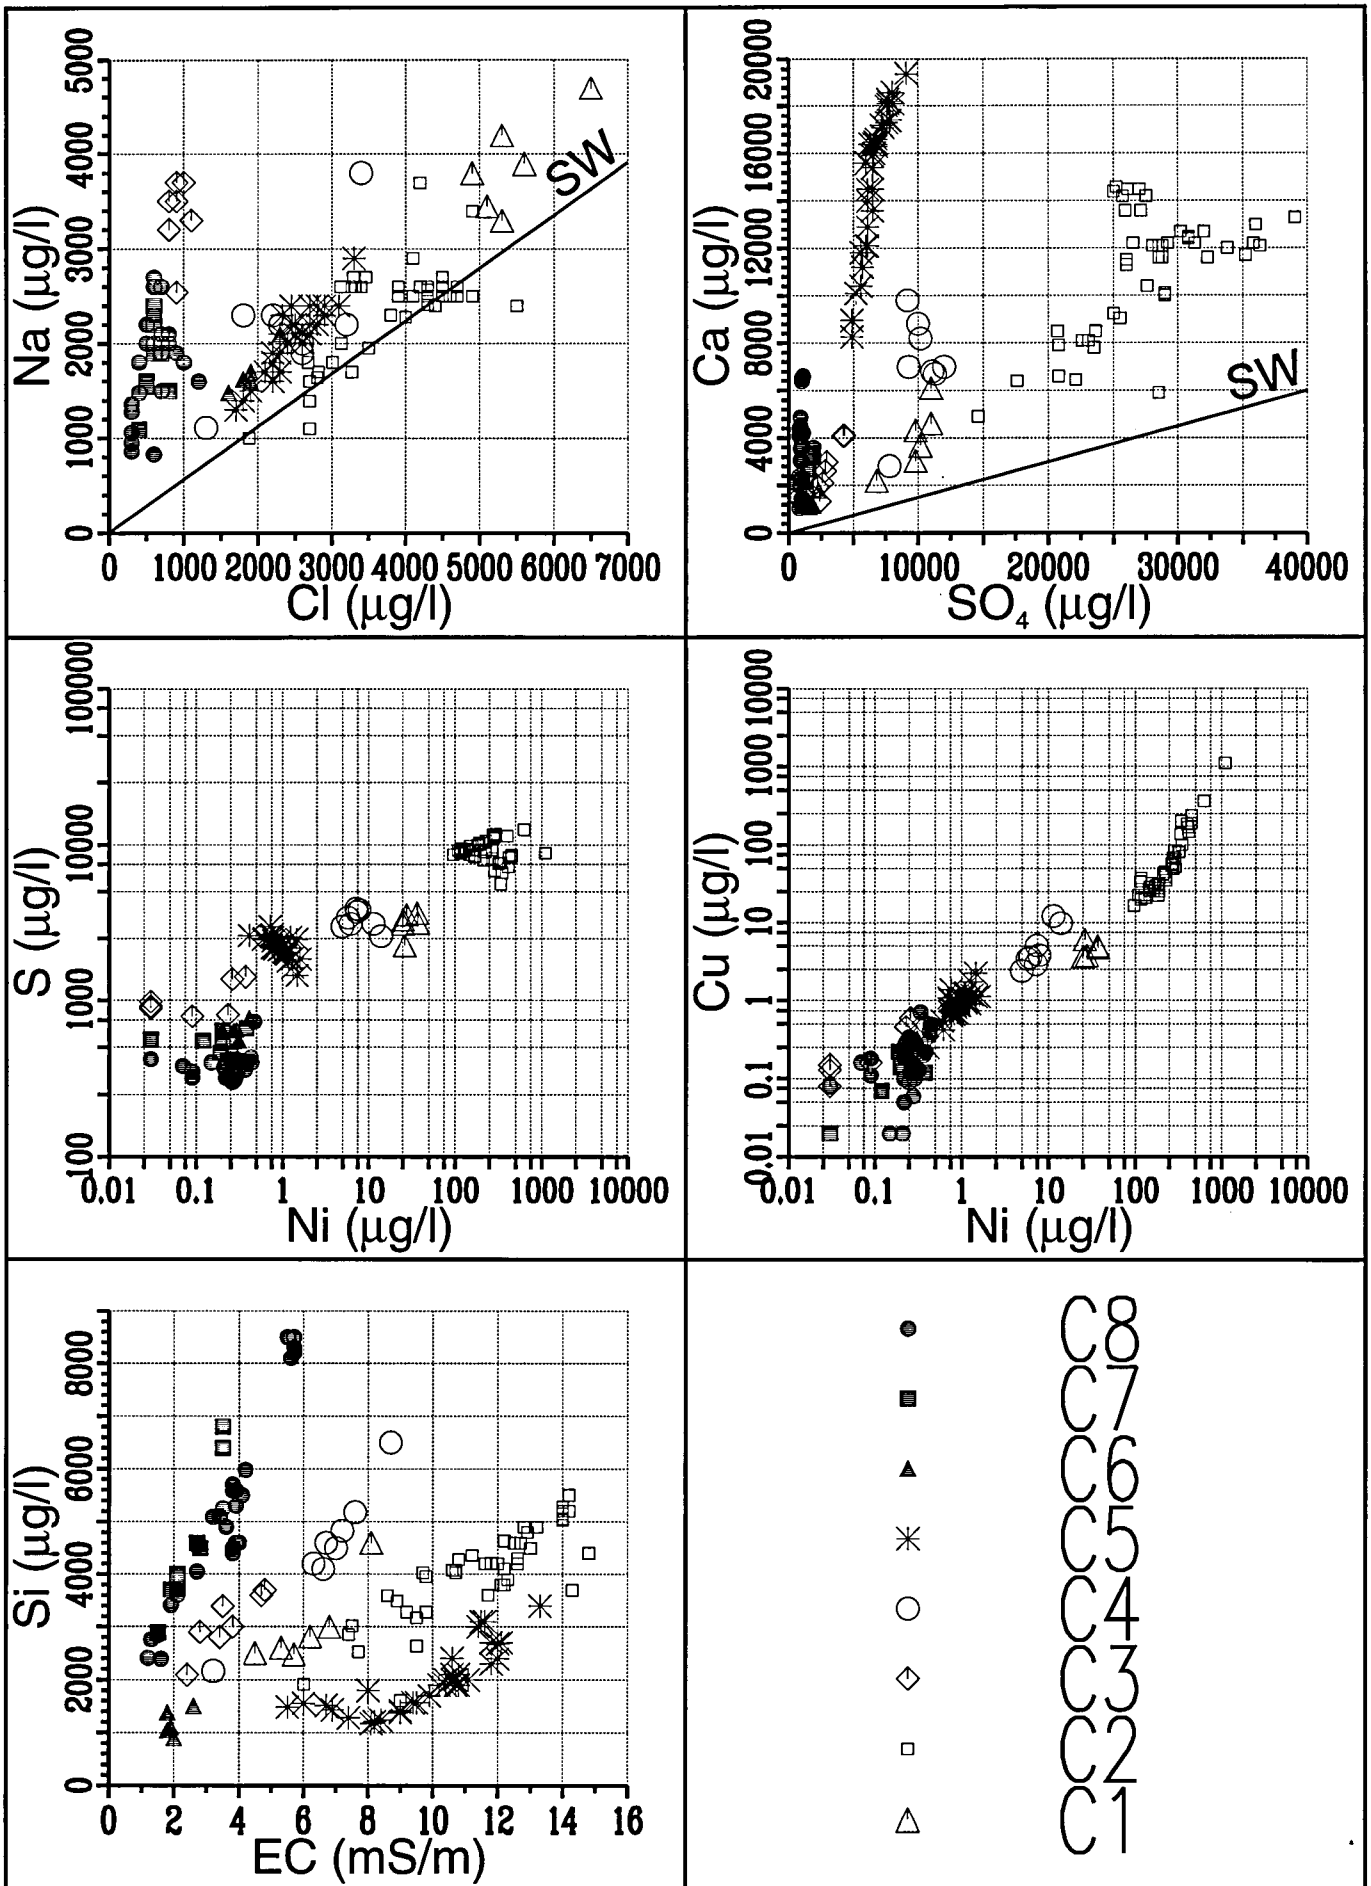 Na (µg/l)
5000
4000
3000
2000
1000
0
SW
0 1000 2000 3000 4000 5000 6000 7000
Cl (µg/l)
Ca (µg/l)
20000
16000
12000
8000
4000
0
SW
0 10000 20000 30000 40000
SO₄ (µg/l)
S (µg/l)
100000
10000
1000
100
0.01 0.1 1 10 100 1000 10000
Ni (µg/l)
Cu (µg/l)
10000
1000
100
10
1
0.1
0.01
0.01 0.1 1 10 100 1000 10000
Ni (µg/l)
Si (µg/l)
8000
6000
4000
2000
0
0 2 4 6 8 10 12 14 16
EC (mS/m)
C8
C7
C6
C5
C4
C3
C2
C1